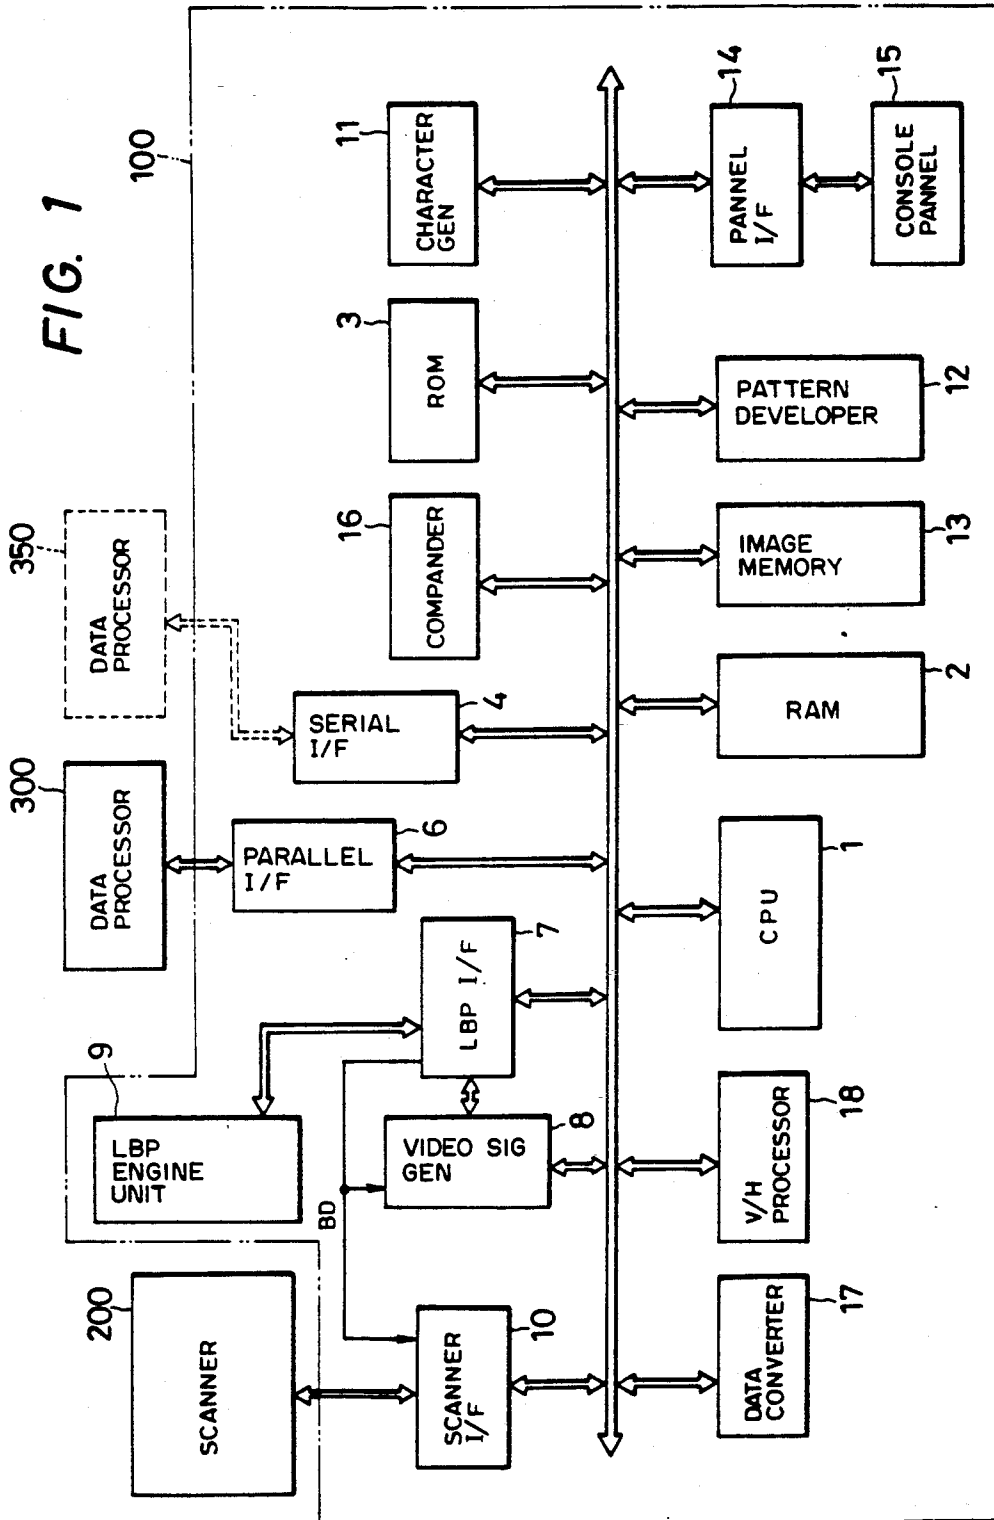 FIG. 1
100
200
SCANNER
9
LBP
ENGINE
UNIT
300
DATA
PROCESSOR
350
DATA
PROCESSOR
BD
SCANNER
I/F
10
VIDEO SIG
GEN
8
LBP I/F
7
PARALLEL
I/F
6
SERIAL
I/F
4
COMPANDER
16
ROM
3
CHARACTER
GEN
11
DATA
CONVERTER
17
V/H
PROCESSOR
18
CPU
1
RAM
2
IMAGE
MEMORY
13
PATTERN
DEVELOPER
12
PANNEL
I/F
14
CONSOLE
PANNEL
15